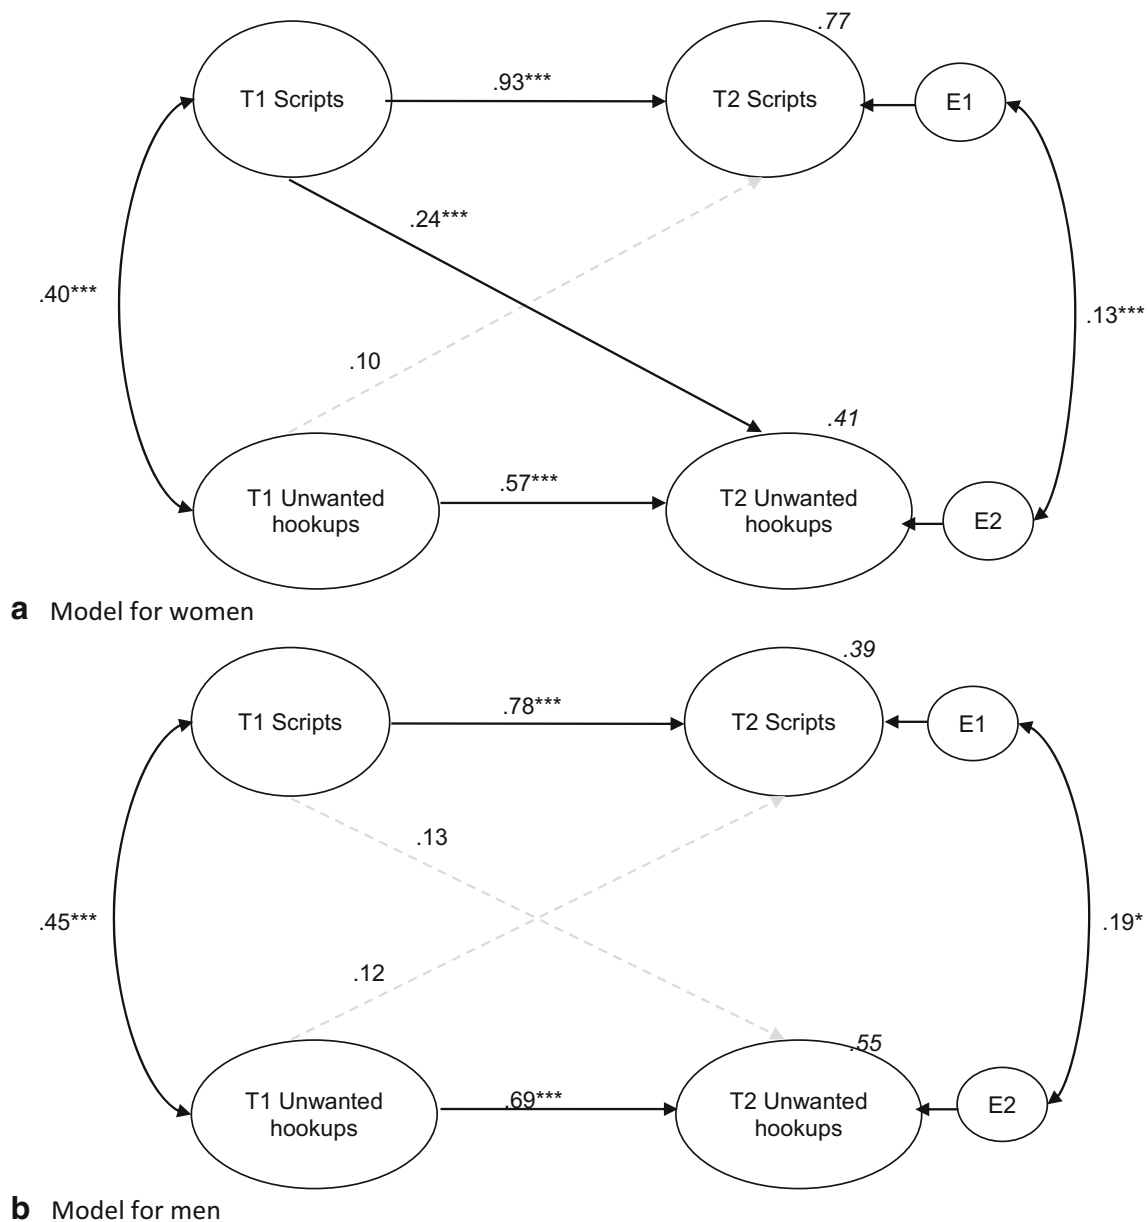 .77
.93***
T1 Scripts
T2 Scripts
E1
.24***
.40***
.13***
.10
.41
.57***
T1 Unwanted
hookups
T2 Unwanted
hookups
E2
a Model for women
.39
.78***
T1 Scripts
T2 Scripts
E1
.13
.45***
.19*
.12
.55
.69***
T1 Unwanted
hookups
T2 Unwanted
hookups
E2
b Model for men